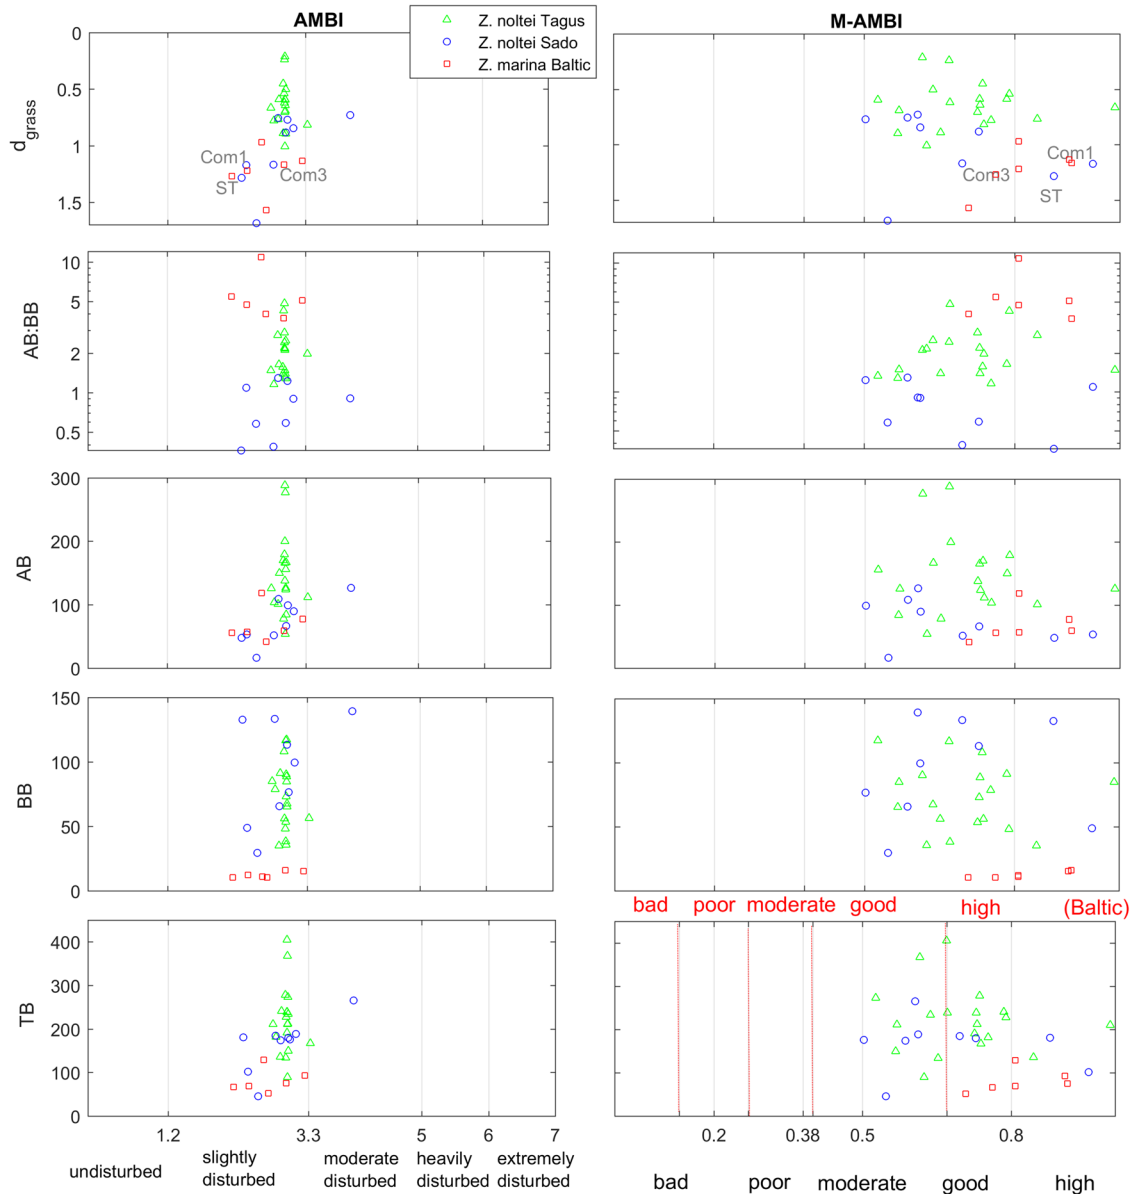 AMBI
M-AMBI
Z. noltei Tagus
Z. noltei Sado
Z. marina Baltic
d_grass
0
0.5
1
1.5
Com1
ST
Com3
Com1
Com3
ST
AB:BB
10
5
2
1
0.5
AB
300
200
100
0
BB
150
100
50
0
bad poor moderate good high (Baltic)
TB
400
300
200
100
0
1.2 3.3 5 6 7
undisturbed
slightly disturbed
moderate disturbed
heavily disturbed
extremely disturbed
0.2 0.38 0.5 0.8
bad poor moderate good high